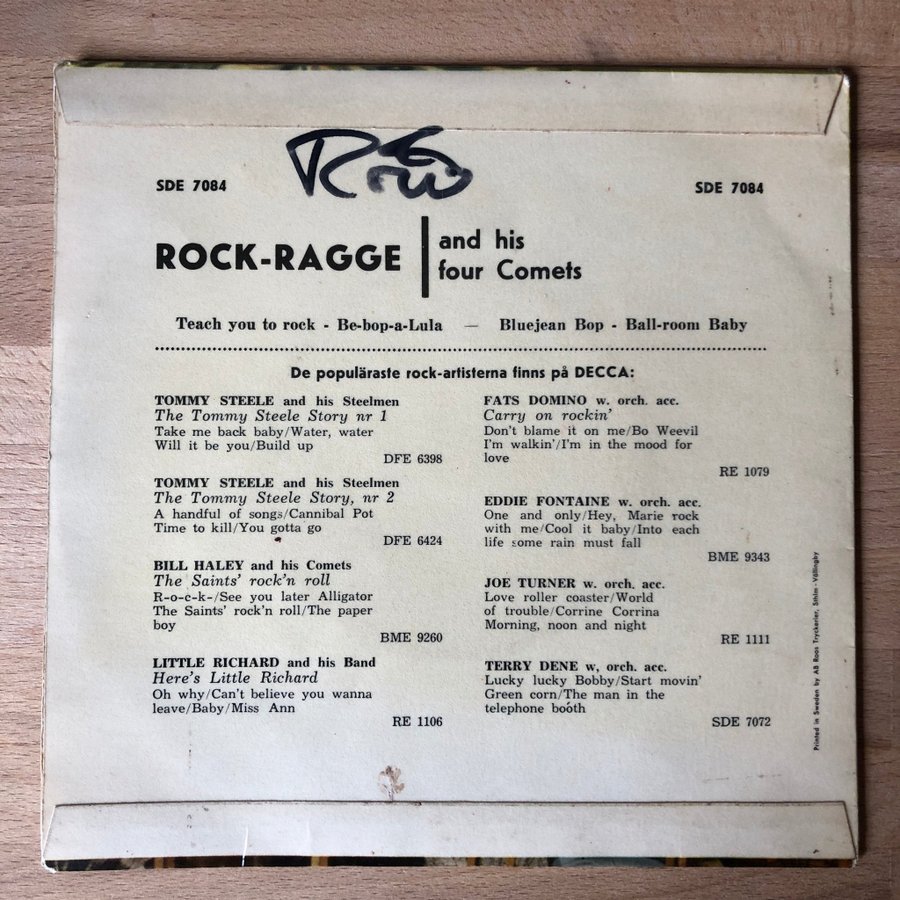 SDE 7084
SDE 7084
ROCK-RAGGE
and his
four Comets
Teach you to rock - Be-bop-a-Lula — Bluejean Bop - Ball-room Baby
De populäraste rock-artisterna finns på DECCA:
TOMMY STEELE and his Steelmen
The Tommy Steele Story nr 1
Take me back baby/Water, water
Will it be you/Build up
DFE 6398
TOMMY STEELE and his Steelmen
The Tommy Steele Story, nr 2
A handful of songs/Cannibal Pot
Time to kill/You gotta go
DFE 6424
BILL HALEY and his Comets
The Saints' rock'n roll
R-o-c-k-/See you later Alligator
The Saints' rock'n roll/The paper
boy
BME 9260
LITTLE RICHARD and his Band
Here's Little Richard
Oh why/Can't believe you wanna
leave/Baby/Miss Ann
RE 1106
FATS DOMINO w. orch. acc.
Carry on rockin'
Don't blame it on me/Bo Weevil
I'm walkin'/I'm in the mood for
love
RE 1079
EDDIE FONTAINE w. orch. acc.
One and only/Hey, Marie rock
with me/Cool it baby/Into each
life some rain must fall
BME 9343
JOE TURNER w. orch. acc.
Love roller coaster/World
of trouble/Corrine Corrina
Morning, noon and night
RE 1111
TERRY DENE w, orch. acc.
Lucky lucky Bobby/Start movin'
Green corn/The man in the
telephone booth
SDE 7072
Printed in Sweden by AB Roos Tryckerier, Sthlm - Vällingby